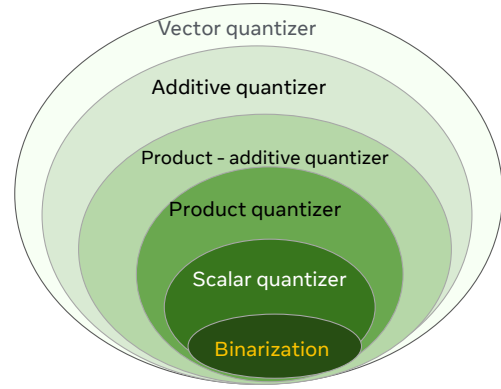 Vector quantizer
Additive quantizer
Product - additive quantizer
Product quantizer
Scalar quantizer
Binarization